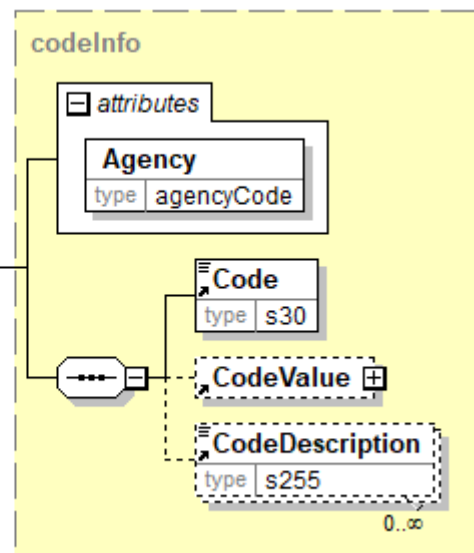 codeInfo
attributes
Agency
type agencyCode
Code
type s30
CodeValue
CodeDescription
type s255
0..∞